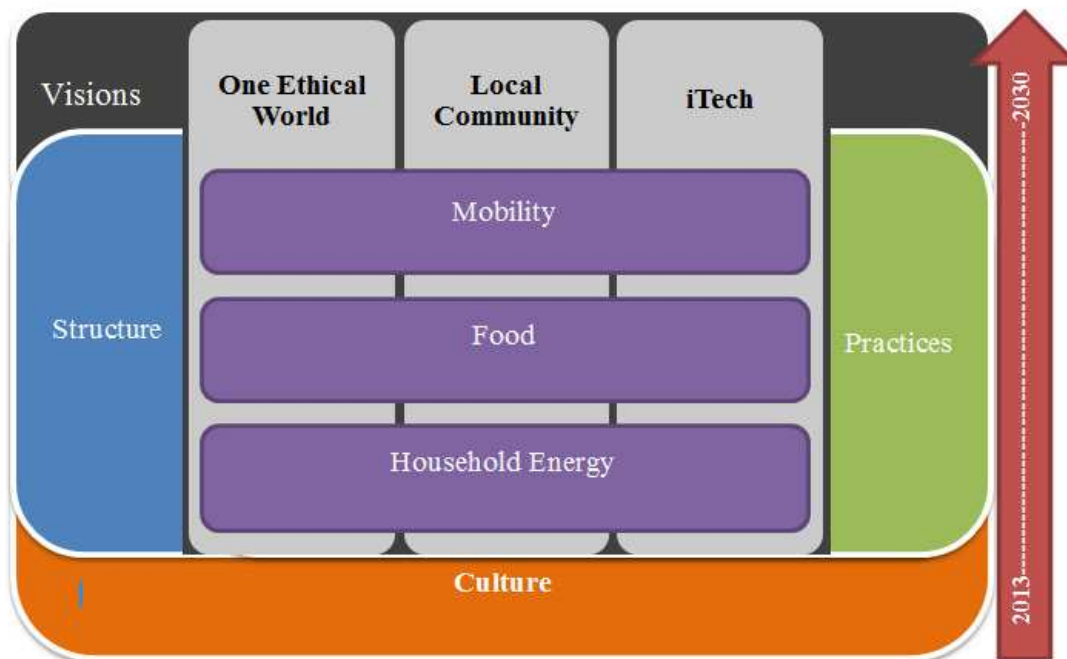 Visions
One Ethical
World
Local
Community
iTech
Mobility
Structure
Food
Practices
Household Energy
Culture
2013----------------------2030